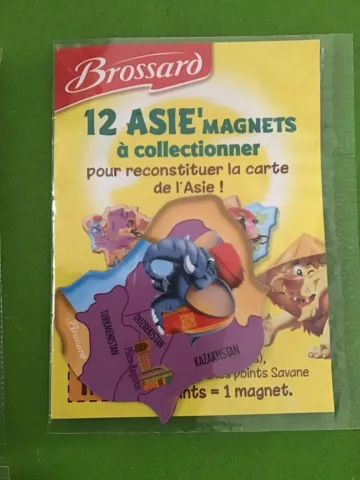 Brossard
12 ASIE' MAGNETS
à collectionner
pour reconstituer la carte
de l'Asie !
Brossard
TURKMENISTAN
OUZBEKISTAN
KAZAKHSTAN
points Savane
= 1 magnet.